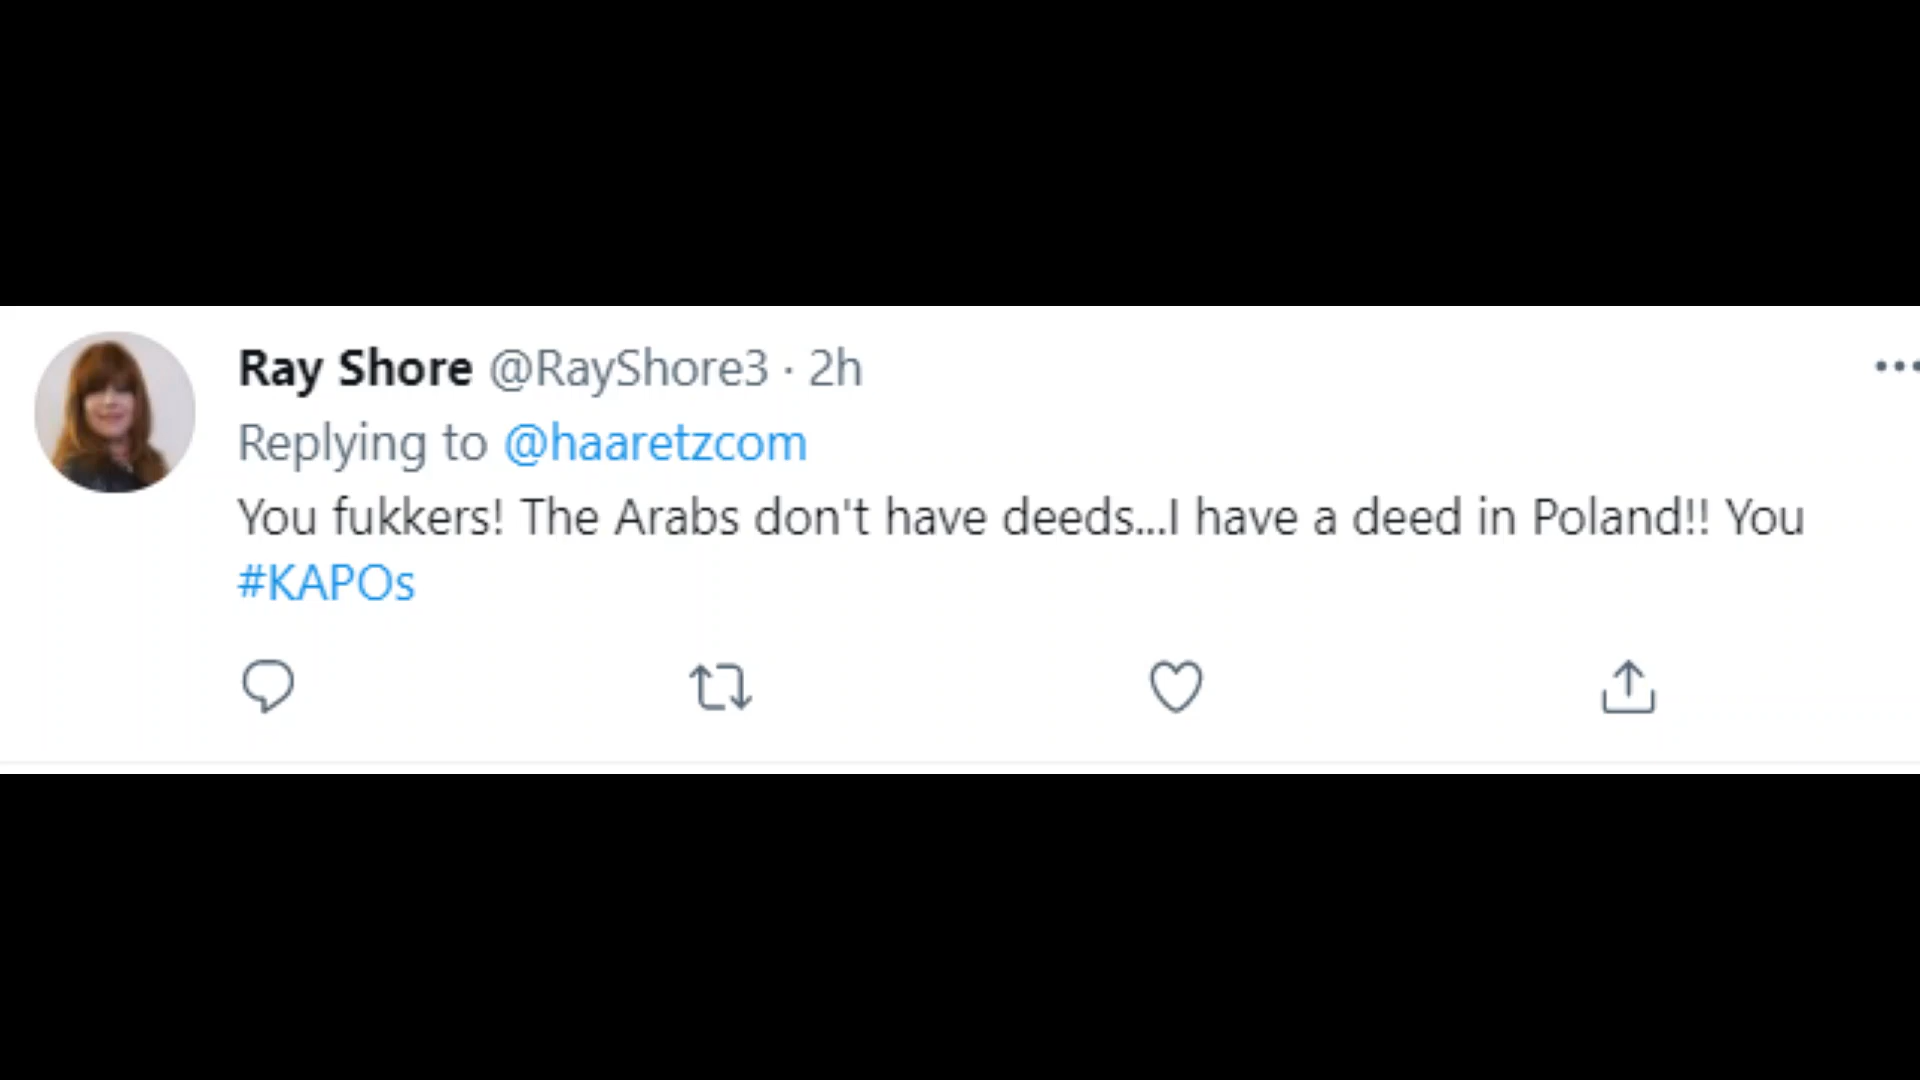 Ray Shore @RayShore3 · 2h
Replying to @haaretzcom
You fukkers! The Arabs don't have deeds...I have a deed in Poland!! You
#KAPOs